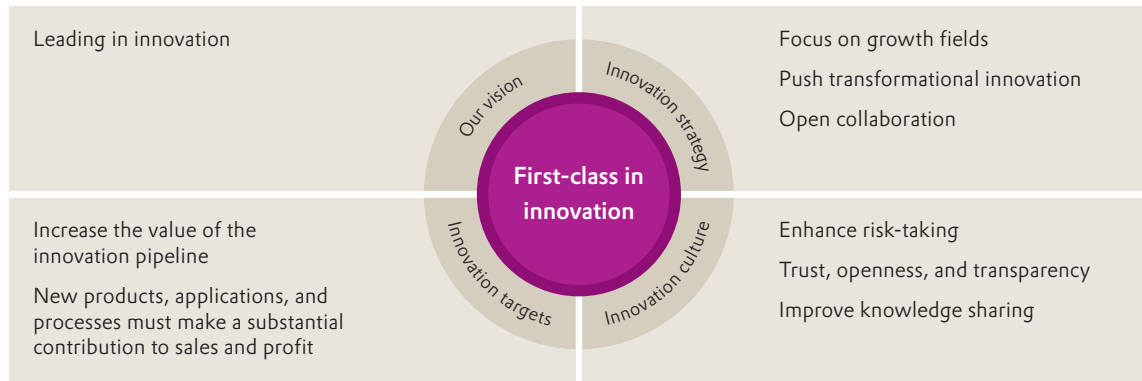 Leading in innovation
Our vision
Innovation strategy
Focus on growth fields
Push transformational innovation
Open collaboration
First-class in
innovation
Increase the value of the
innovation pipeline
New products, applications, and
processes must make a substantial
contribution to sales and profit
Innovation targets
Innovation culture
Enhance risk-taking
Trust, openness, and transparency
Improve knowledge sharing